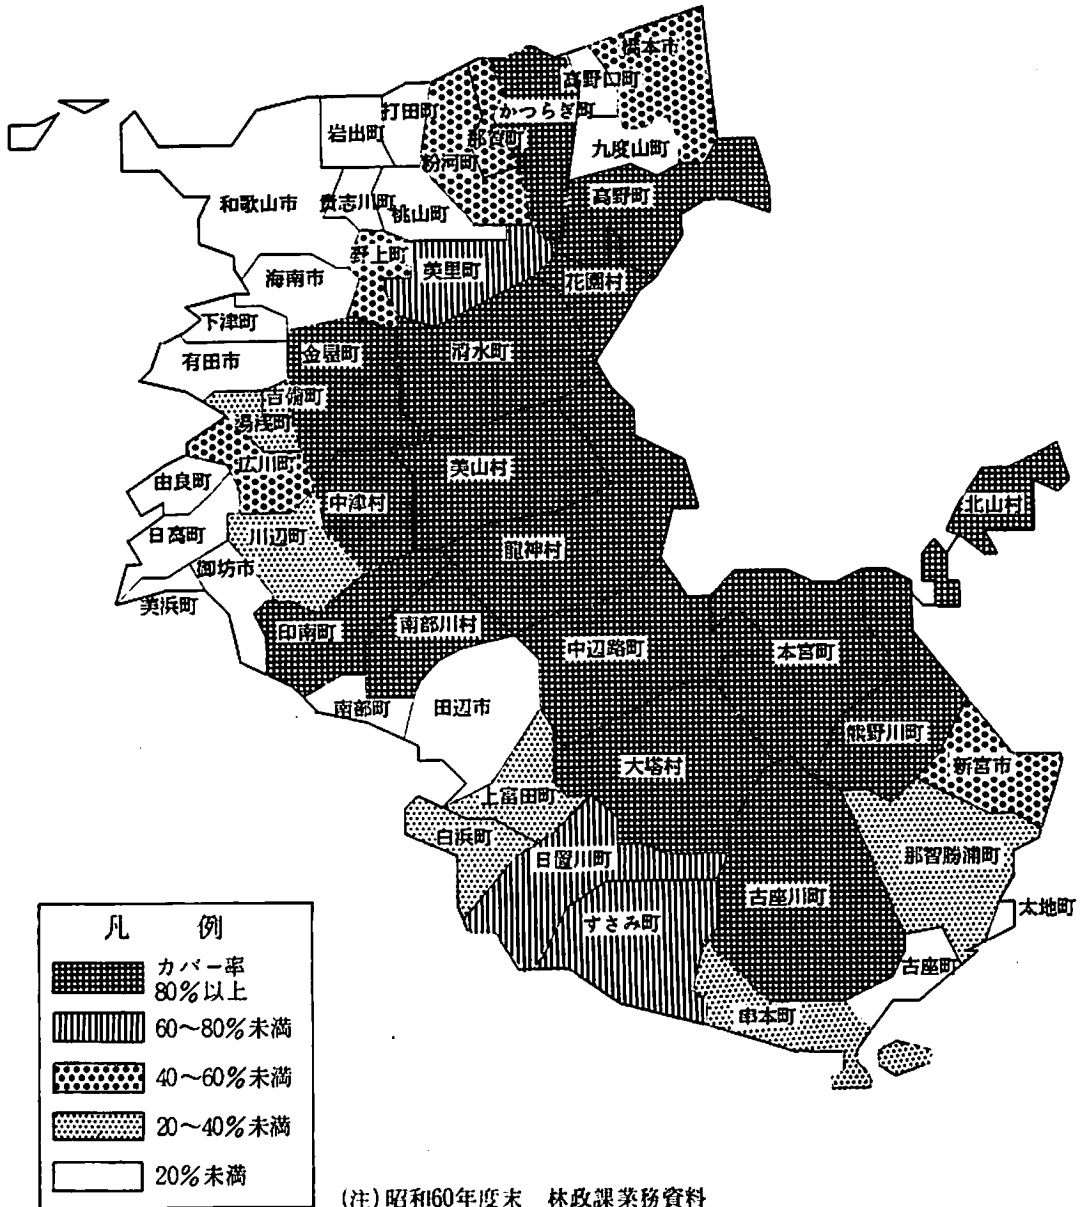 橋本市
高野口町
打田町
かつらぎ町
岩出町
那賀町
粉河町
九度山町
和歌山市
貴志川町
桃山町
高野町
野上町
美里町
海南市
花園村
下津町
有田市
金屋町
清水町
吉備町
湯浅町
広川町
美山村
由良町
中津村
北山村
日高町
川辺町
龍神村
御坊市
美浜町
印南町
南部川村
中辺路町
本宮町
南部町
田辺市
熊野川町
大塔村
新宮市
上富田町
白浜町
日置川町
那智勝浦町
古座川町
太地町
すさみ町
古座町
串本町
凡 例
カバー率
80%以上
60~80%未満
40~60%未満
20~40%未満
20%未満
(注)昭和60年度末 林政課業務資料